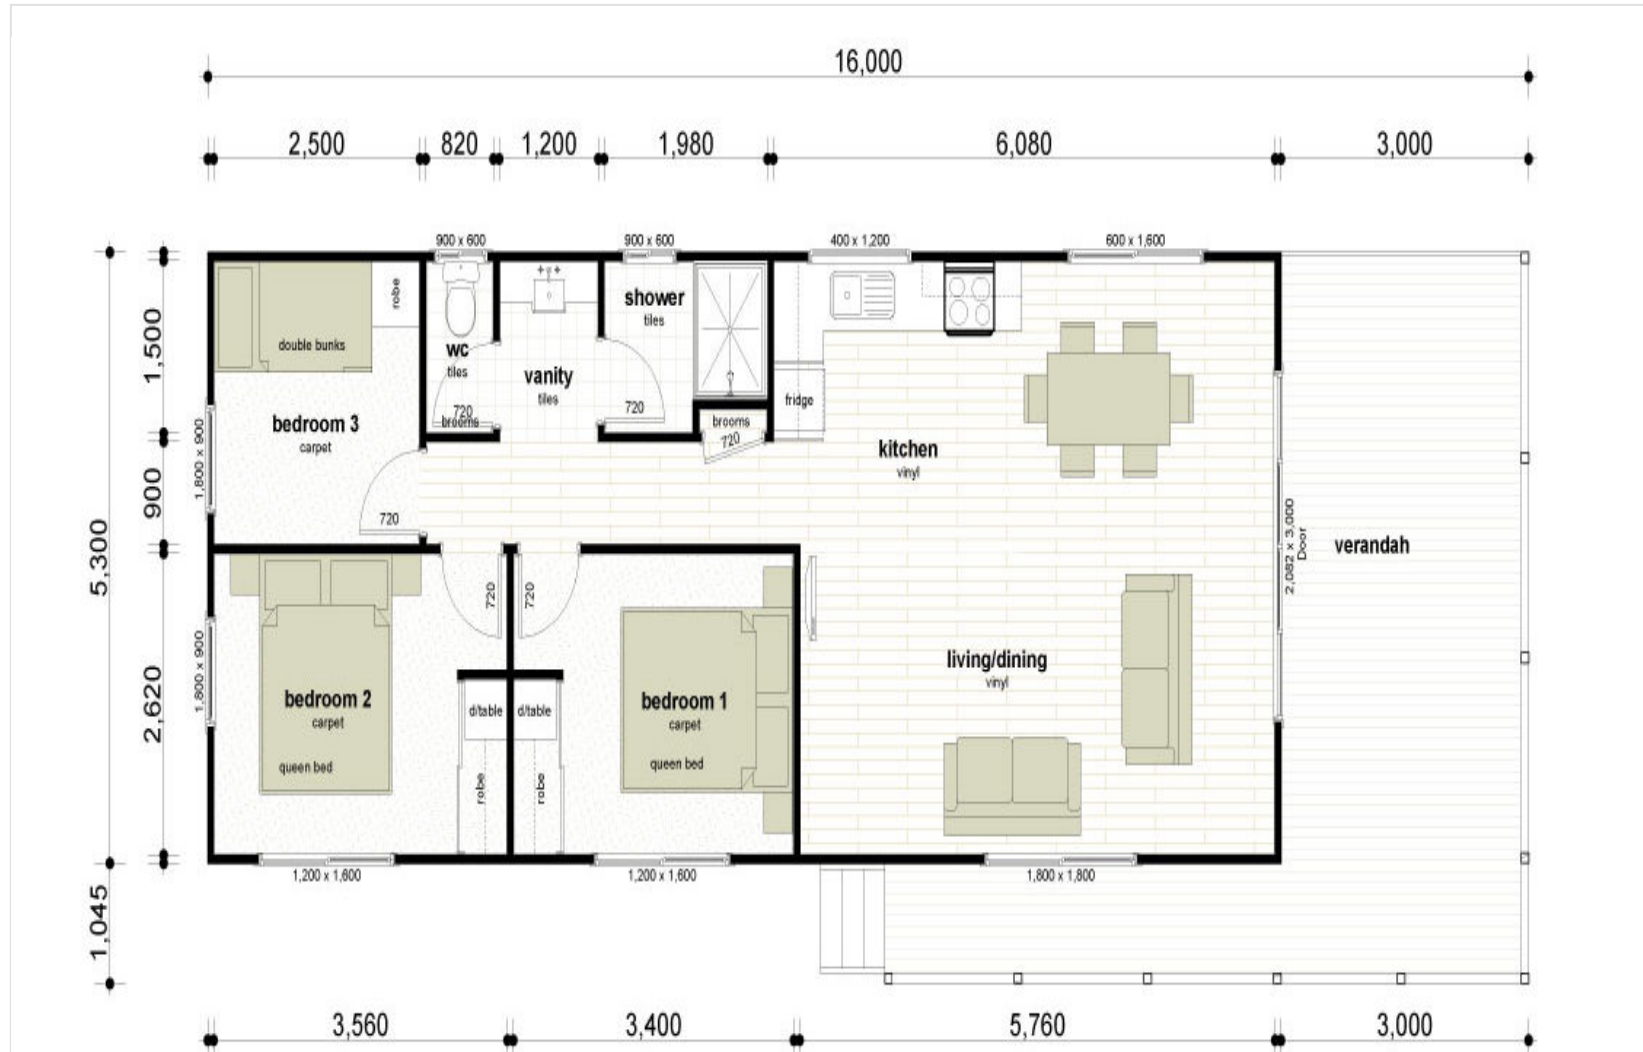 16,000
2,500 820 1,200 1,980 6,080 3,000
900 x 600 900 x 600 400 x 1,200 600 x 1,600
robe
double bunks
wc
tiles
720
brooms
vanity
tiles
shower
tiles
720
brooms
720
fridge
kitchen
vinyl
bedroom 3
carpet
720
1,800 x 900
1,500
900
5,300
2,620
1,045
720
720
verandah
2,082 x 3,000
Door
living/dining
vinyl
1,800 x 900
bedroom 2
carpet
queen bed
d/table
d/table
robe
robe
bedroom 1
carpet
queen bed
1,200 x 1,600 1,200 x 1,600 1,800 x 1,800
3,560 3,400 5,760 3,000